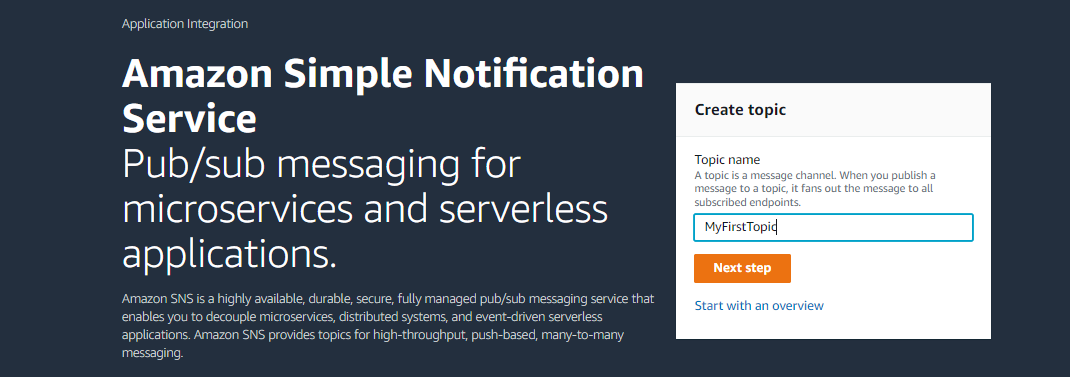 Application Integration
Amazon Simple Notification
Service
Pub/sub messaging for
microservices and serverless
applications.
Amazon SNS is a highly available, durable, secure, fully managed pub/sub messaging service that
enables you to decouple microservices, distributed systems, and event-driven serverless
applications. Amazon SNS provides topics for high-throughput, push-based, many-to-many
messaging.
Create topic
Topic name
A topic is a message channel. When you publish a
message to a topic, it fans out the message to all
subscribed endpoints.
MyFirstTopic
Next step
Start with an overview